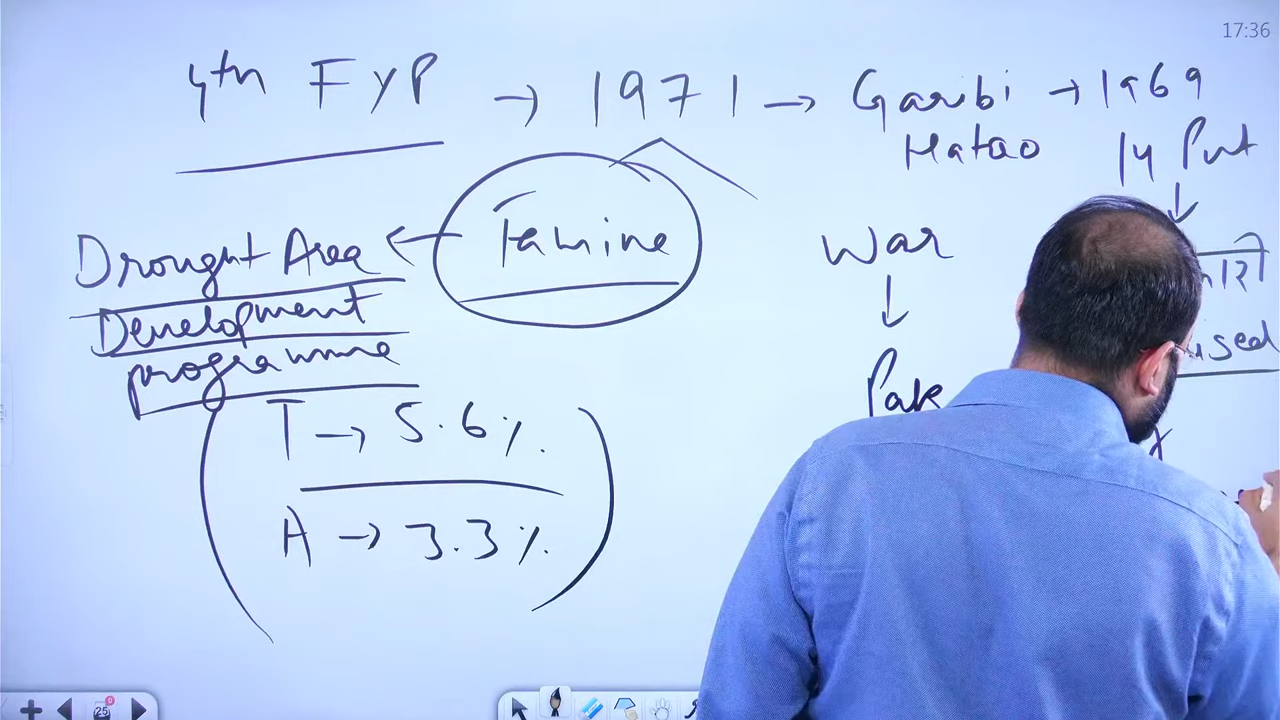 17:36
4th FYP → 1971 → Garibi → 1969
Hatao 14 Pvt
Famine War
Drought Area
Development
programme
T → 5.6%.
A → 3.3%.
Pak
25